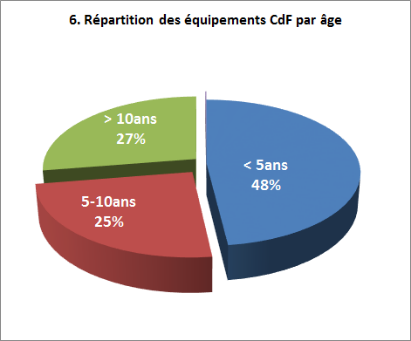 6. Répartition des équipements CdF par âge
> 10ans
27%
< 5ans
48%
5-10ans
25%